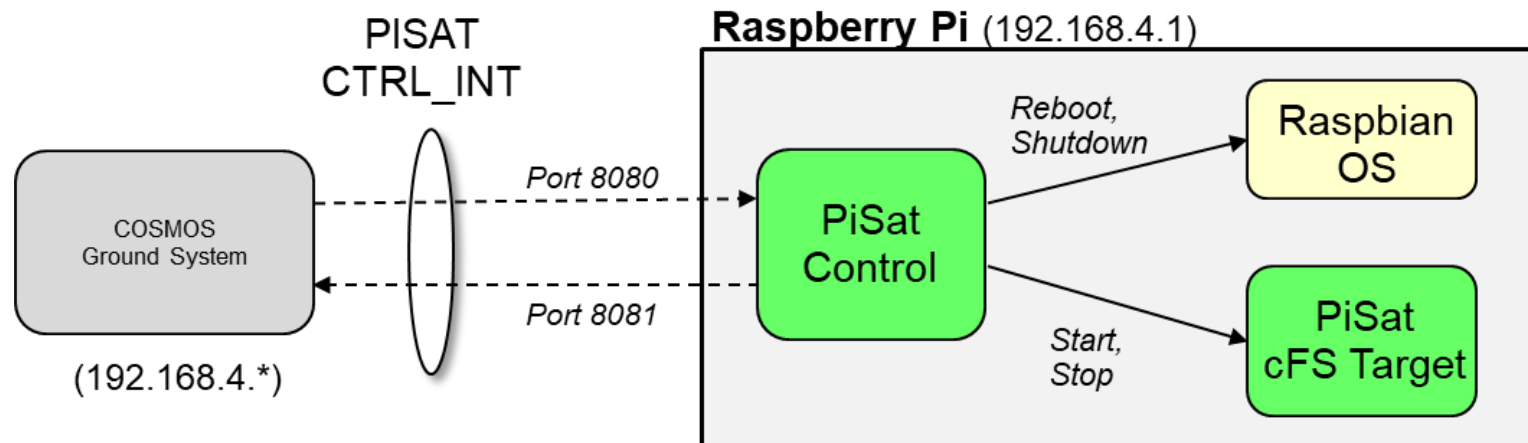 PISAT
CTRL_INT
Raspberry Pi (192.168.4.1)
COSMOS
Ground System
(192.168.4.*)
Port 8080
Port 8081
PiSat
Control
Reboot,
Shutdown
Raspbian
OS
Start,
Stop
PiSat
cFS Target